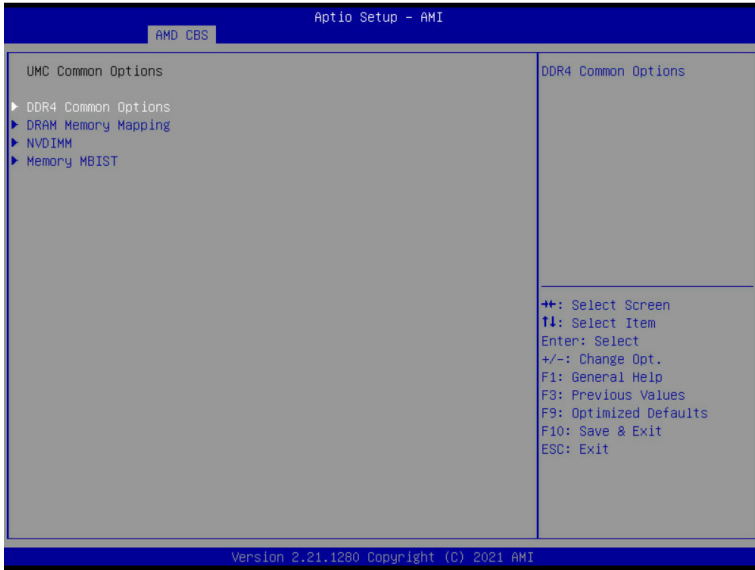 Aptio Setup – AMI
AMD CBS
UMC Common Options
DDR4 Common Options
DRAM Memory Mapping
NVDIMM
Memory MBIST
DDR4 Common Options
→←: Select Screen
↑↓: Select Item
Enter: Select
+/-: Change Opt.
F1: General Help
F3: Previous Values
F9: Optimized Defaults
F10: Save & Exit
ESC: Exit
Version 2.21.1280 Copyright (C) 2021 AMI